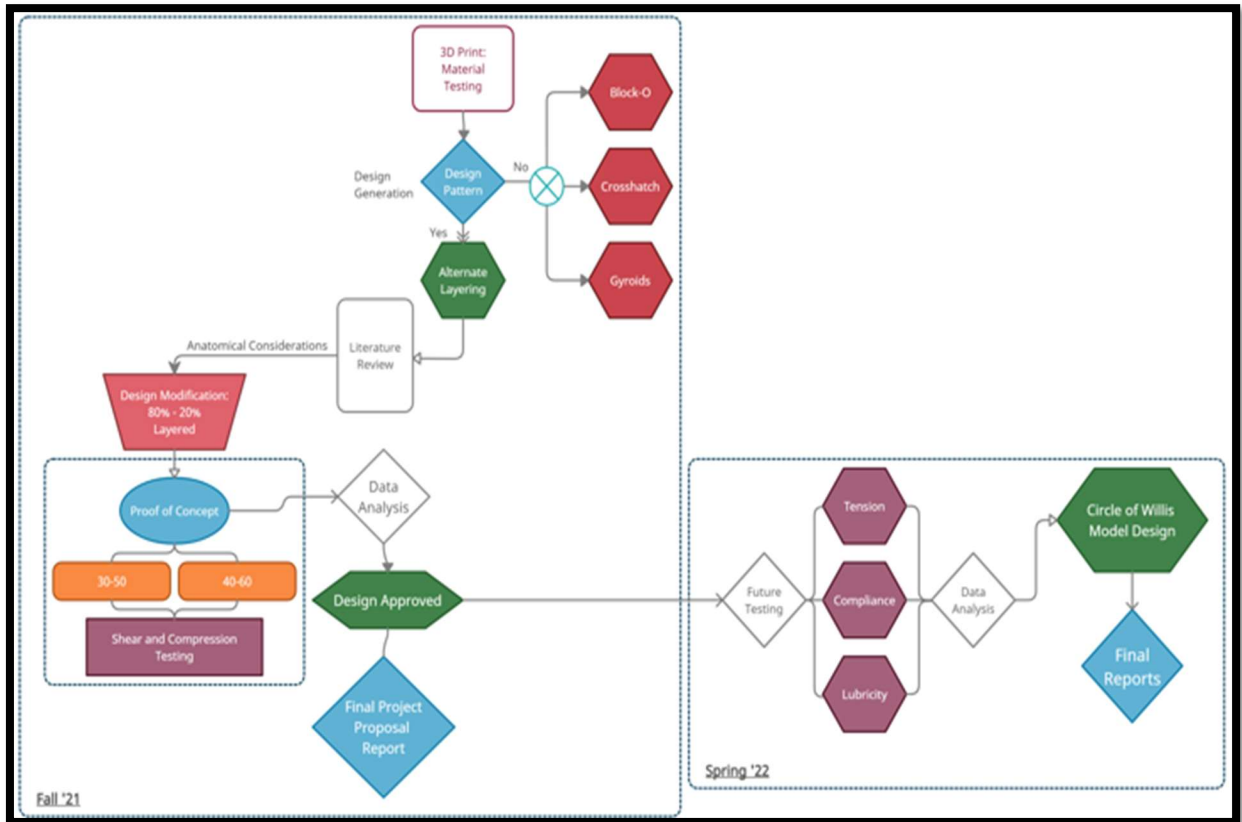 3D Print:
Material
Testing
Block-O
Design
Pattern
No
Crosshatch
Design
Generation
Yes
Alternate
Layering
Gyroids
Literature
Review
Anatomical Considerations
Design Modification:
80% - 20%
Layered
Proof of Concept
Data
Analysis
30-50
40-60
Shear and Compression
Testing
Design Approved
Final Project
Proposal
Report
Fall '21
Future
Testing
Tension
Compliance
Lubricity
Data
Analysis
Circle of Willis
Model Design
Final
Reports
Spring '22